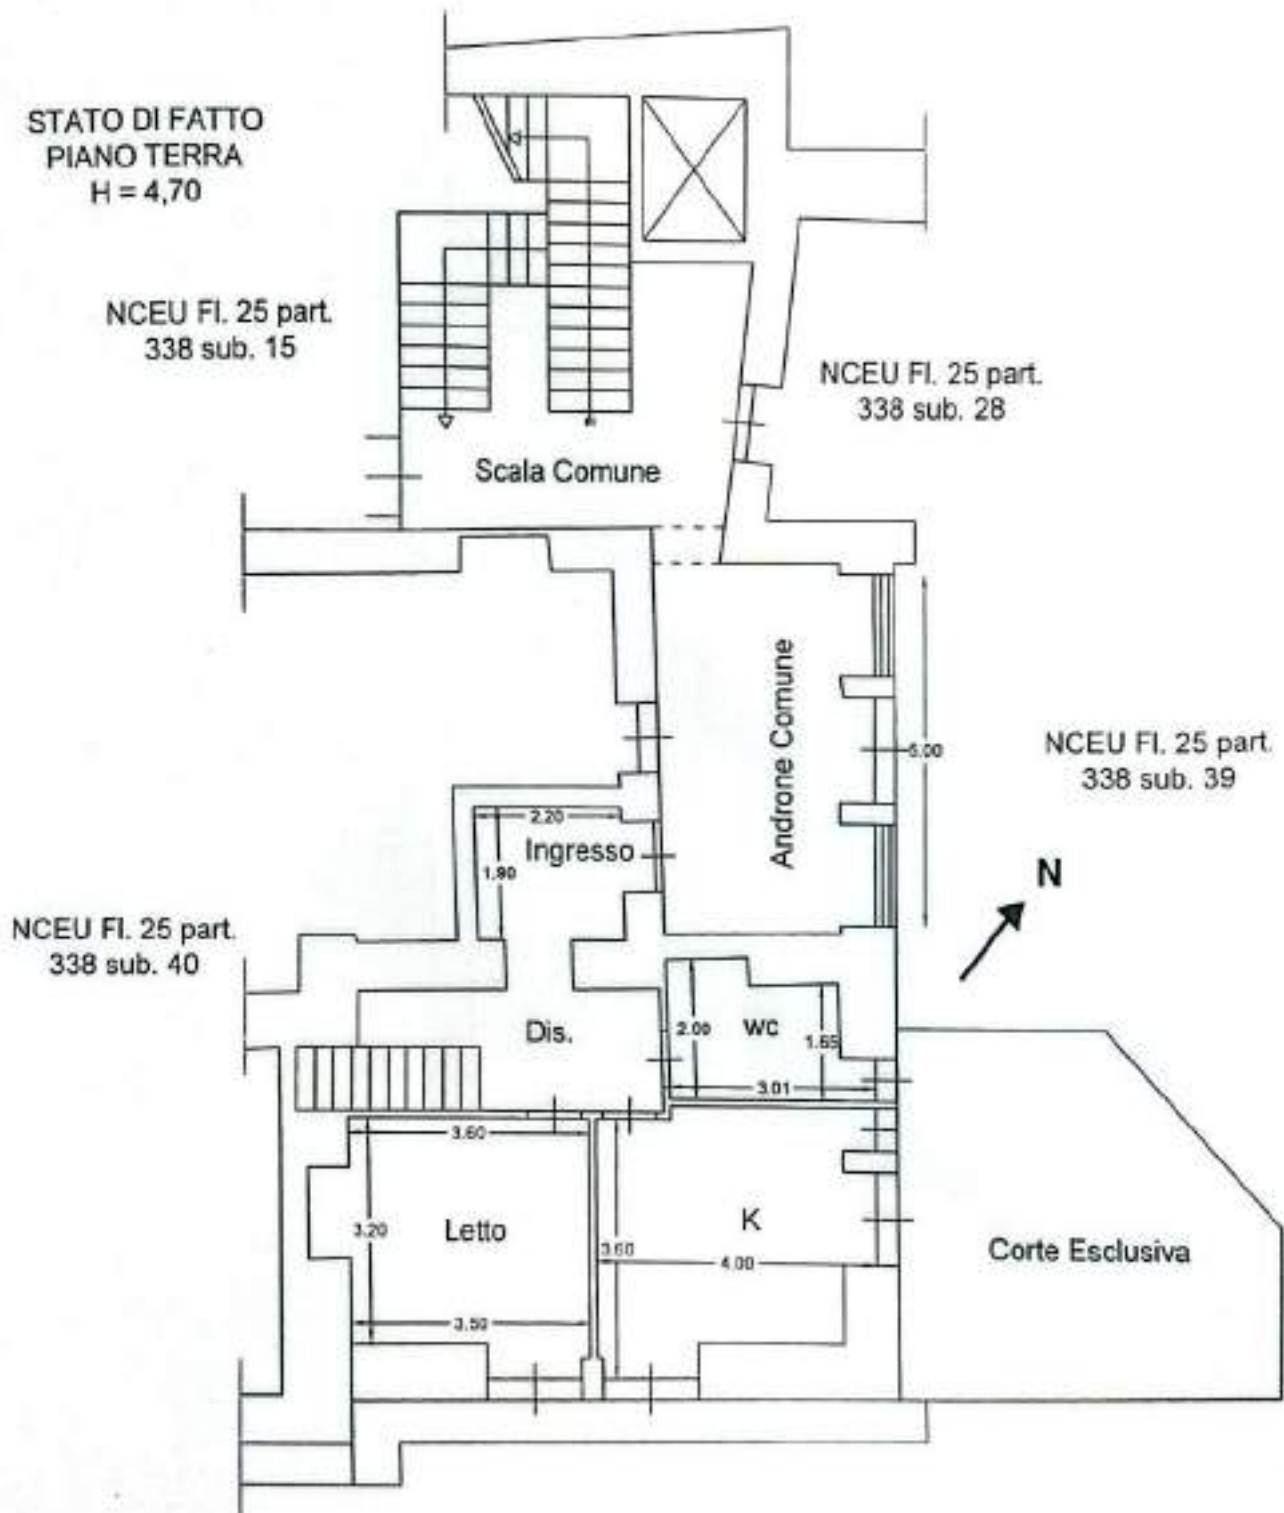 STATO DI FATTO
PIANO TERRA
H = 4,70
NCEU Fl. 25 part.
338 sub. 15
NCEU Fl. 25 part.
338 sub. 28
Scala Comune
Androne Comune
5.00
NCEU Fl. 25 part.
338 sub. 39
2.20
Ingresso
1.90
N
NCEU Fl. 25 part.
338 sub. 40
Dis.
2.00
WC
1.65
3.01
3.60
3.20
Letto
K
3.60
4.00
Corte Esclusiva
3.50